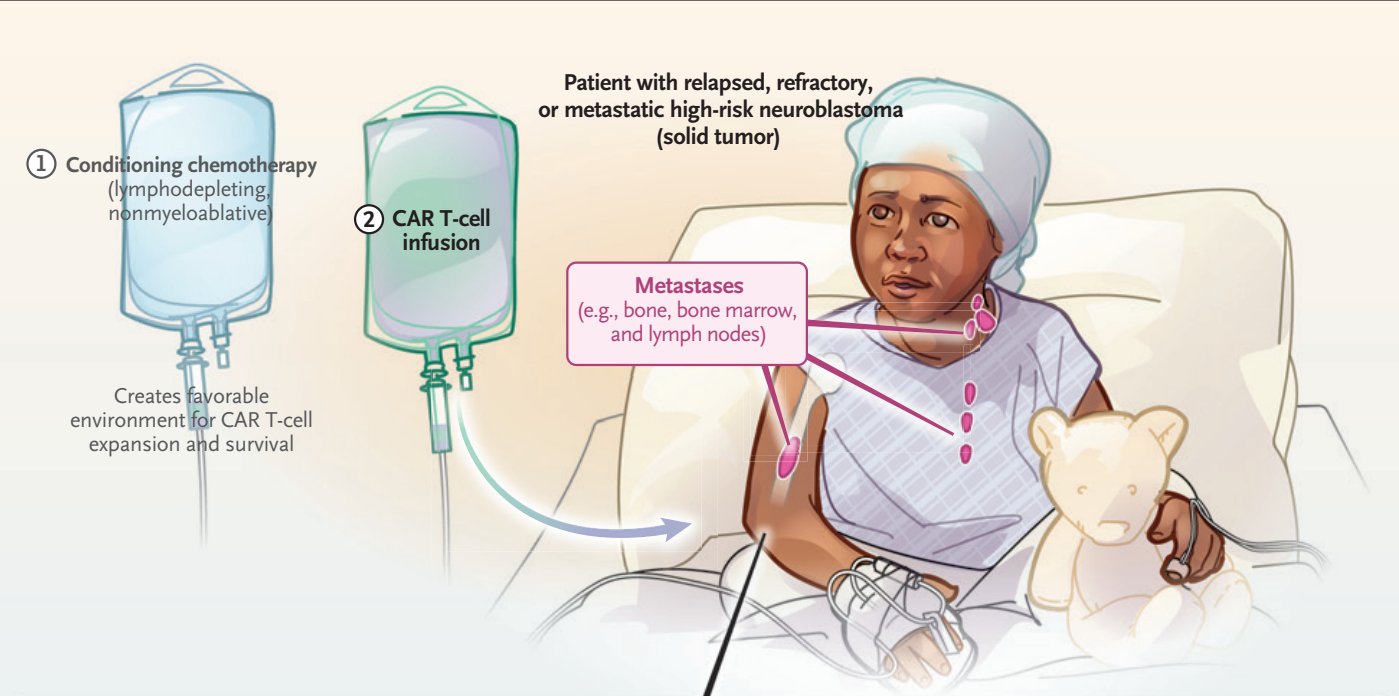 Patient with relapsed, refractory,
or metastatic high-risk neuroblastoma
(solid tumor)
1 Conditioning chemotherapy
(lymphodepleting,
nonmyeloablative)
Creates favorable
environment for CAR T-cell
expansion and survival
2 CAR T-cell
infusion
Metastases
(e.g., bone, bone marrow,
and lymph nodes)